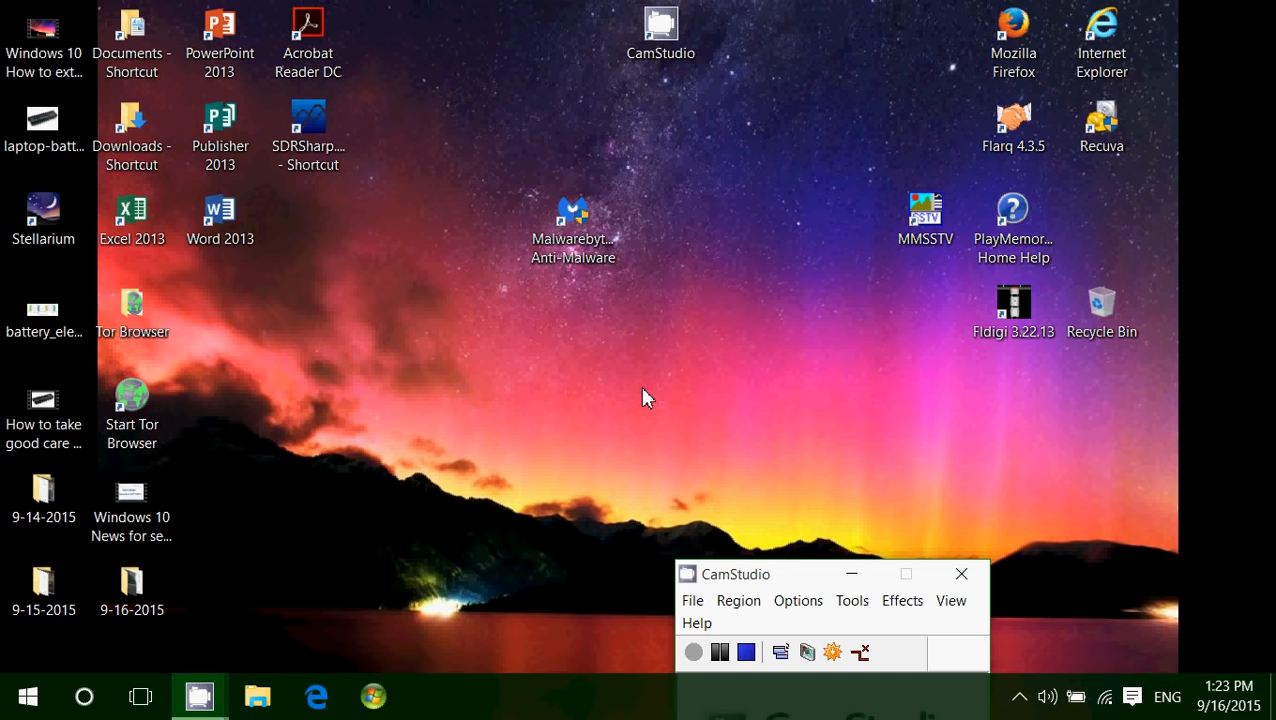 Windows 10
How to ext...
Documents -
Shortcut
PowerPoint
2013
Acrobat
Reader DC
CamStudio
Mozilla
Firefox
Internet
Explorer
laptop-batt...
Downloads -
Shortcut
Publisher
2013
SDRSharp....
- Shortcut
Flarq 4.3.5
Recuva
Stellarium
Excel 2013
Word 2013
Malwarebyt...
Anti-Malware
SSTV
MMSSTV
PlayMemor...
Home Help
battery_ele...
Tor Browser
Fldigi 3.22.13
Recycle Bin
How to take
good care ...
Start Tor
Browser
9-14-2015
Windows 10
News for se...
9-15-2015
9-16-2015
CamStudio
File Region Options Tools Effects View
Help
ENG
1:23 PM
9/16/2015